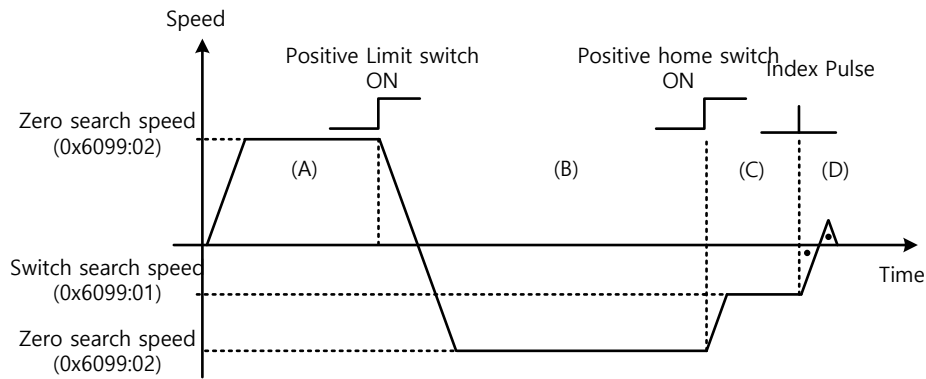 Speed
Positive Limit switch
ON
Positive home switch
ON
Index Pulse
Zero search speed
(0x6099:02)
(A)
(B)
(C)
(D)
Switch search speed
(0x6099:01)
Time
Zero search speed
(0x6099:02)